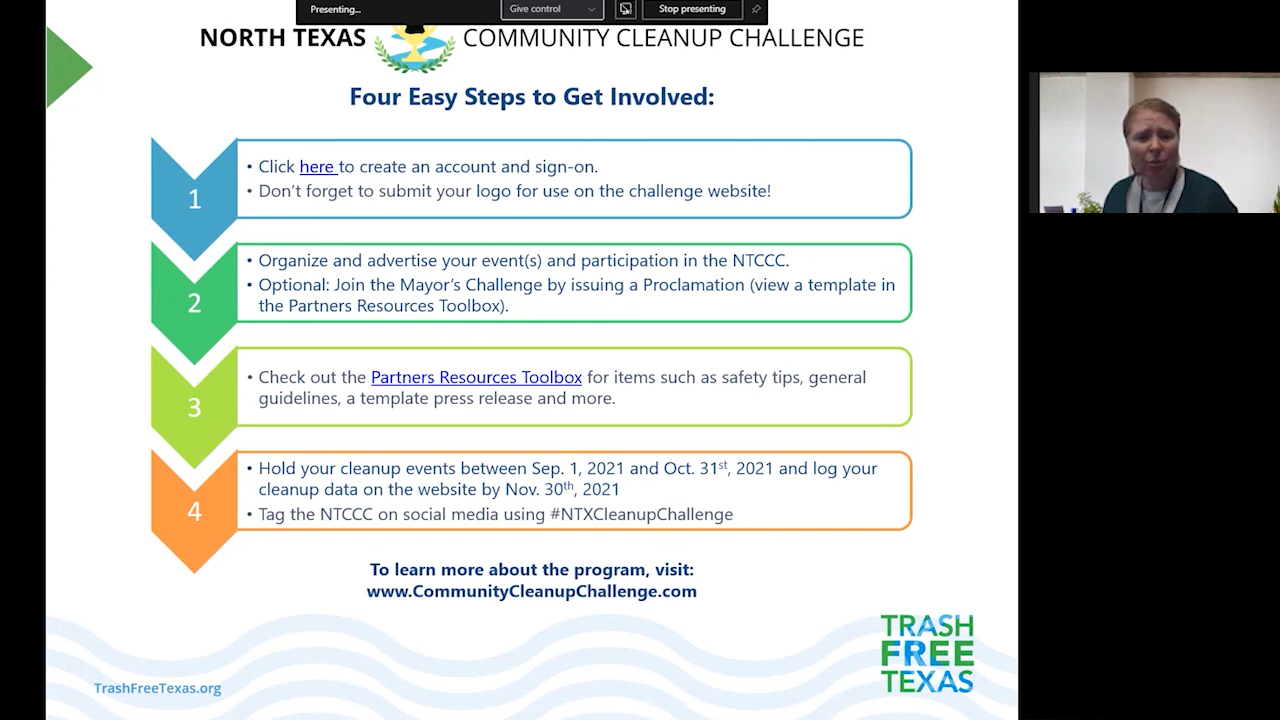 Presenting...
Give control
Stop presenting
NORTH TEXAS COMMUNITY CLEANUP CHALLENGE
Four Easy Steps to Get Involved:
1
• Click here to create an account and sign-on.
• Don't forget to submit your logo for use on the challenge website!
2
• Organize and advertise your event(s) and participation in the NTCCC.
• Optional: Join the Mayor's Challenge by issuing a Proclamation (view a template in
the Partners Resources Toolbox).
3
• Check out the Partners Resources Toolbox for items such as safety tips, general
guidelines, a template press release and more.
4
• Hold your cleanup events between Sep. 1, 2021 and Oct. 31st, 2021 and log your
cleanup data on the website by Nov. 30th, 2021
• Tag the NTCCC on social media using #NTXCleanupChallenge
To learn more about the program, visit:
www.CommunityCleanupChallenge.com
TRASH
FREE
TEXAS
TrashFreeTexas.org